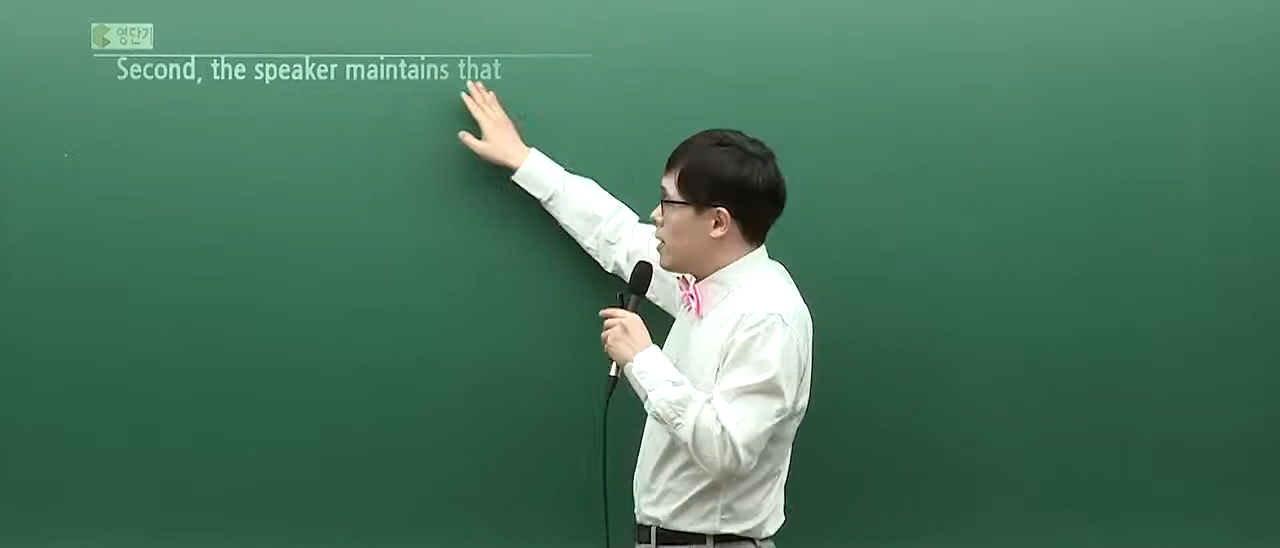 영단기
Second, the speaker maintains that